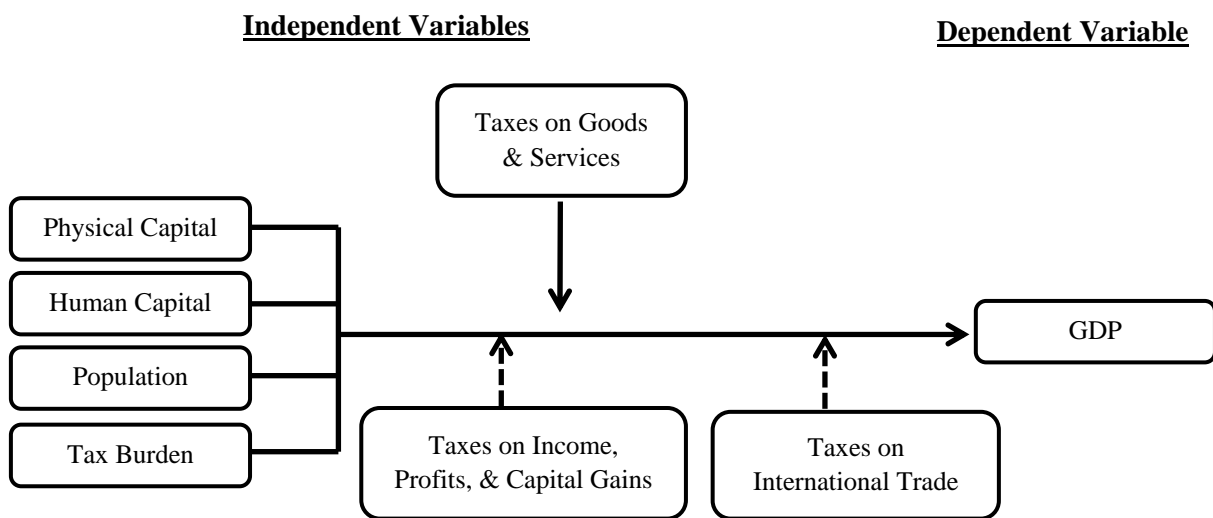 Independent Variables
Dependent Variable
Taxes on Goods
& Services
Physical Capital
Human Capital
Population
Tax Burden
GDP
Taxes on Income,
Profits, & Capital Gains
Taxes on
International Trade